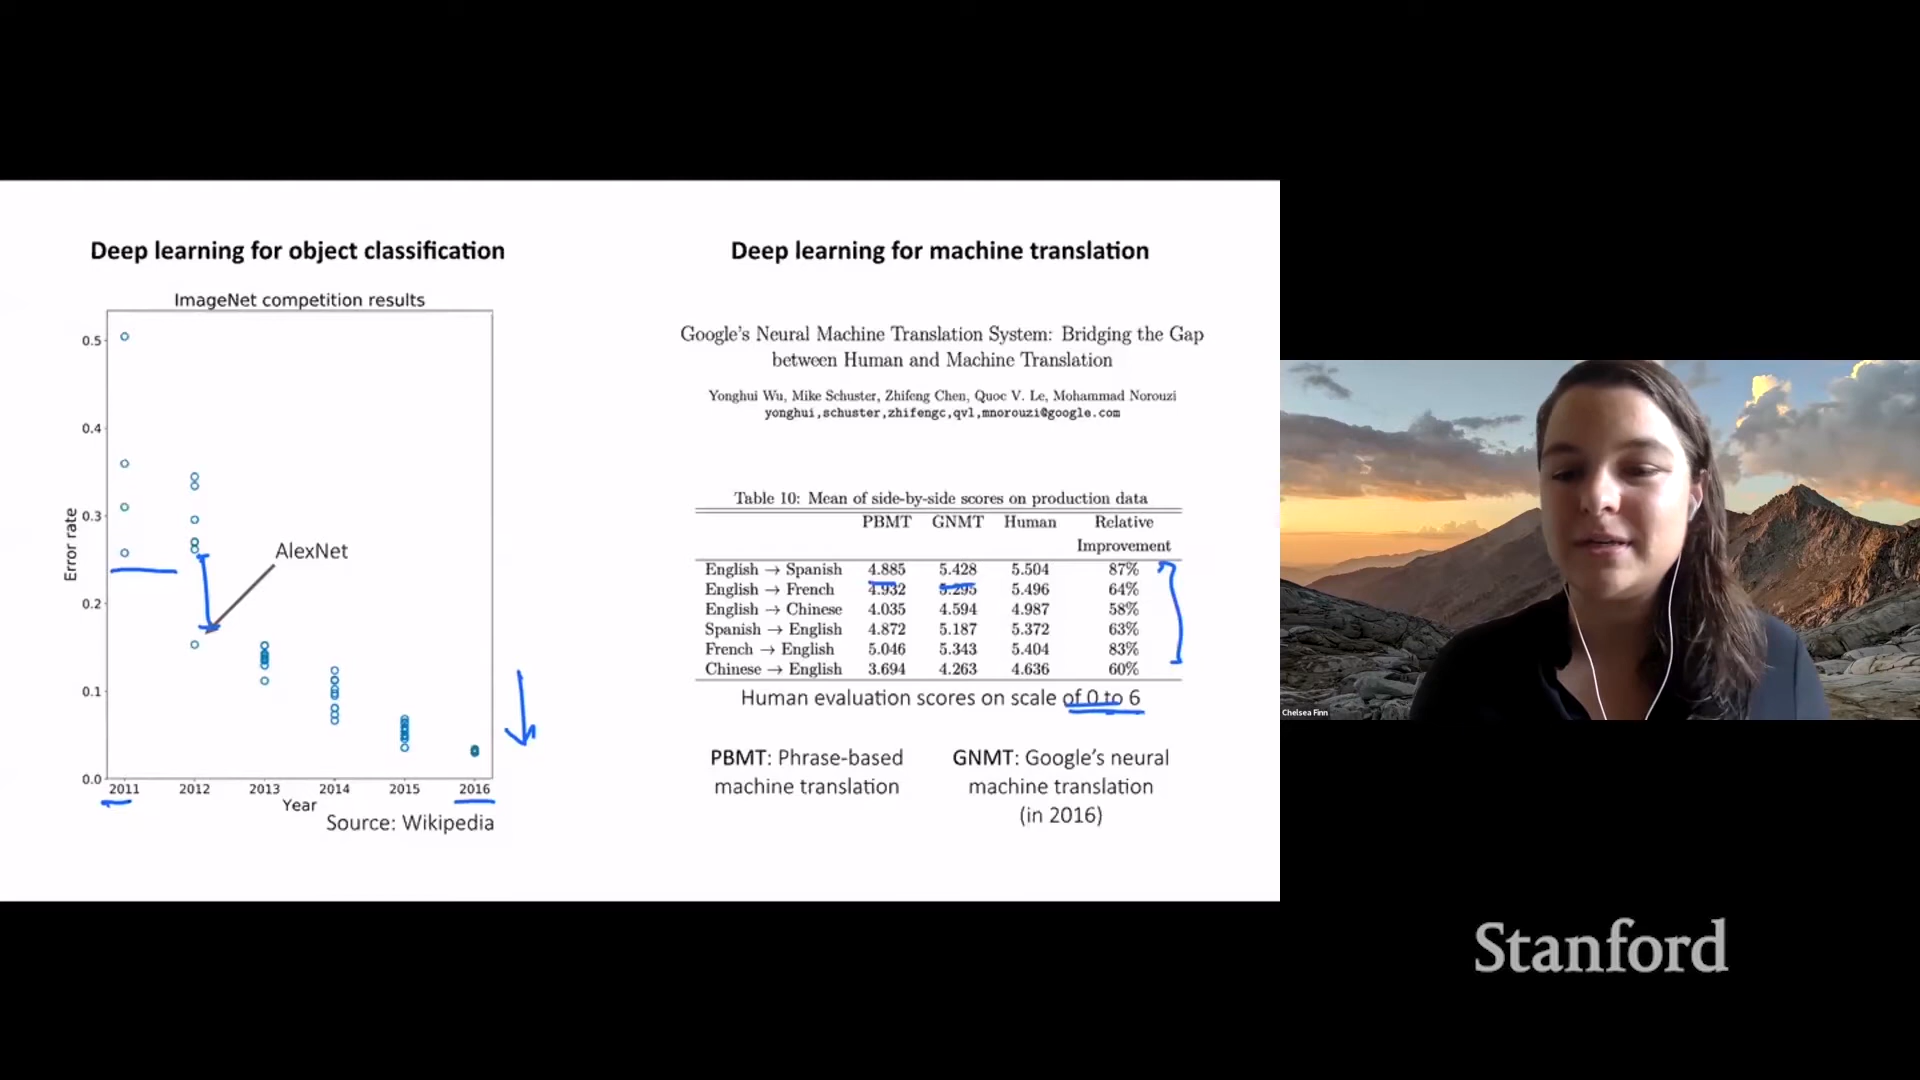 Deep learning for object classification
ImageNet competition results
Error rate
0.5
0.4
0.3
0.2
0.1
0.0
AlexNet
2011 2012 2013 2014 2015 2016
Year
Source: Wikipedia
Deep learning for machine translation
Google's Neural Machine Translation System: Bridging the Gap
between Human and Machine Translation
Yonghui Wu, Mike Schuster, Zhifeng Chen, Quoc V. Le, Mohammad Norouzi
yonghui,schuster,zhifengc,qvl,mnorouzi@google.com
Table 10: Mean of side-by-side scores on production data
PBMT GNMT Human Relative
Improvement
English → Spanish 4.885 5.428 5.504 87%
English → French 4.932 5.295 5.496 64%
English → Chinese 4.035 4.594 4.987 58%
Spanish → English 4.872 5.187 5.372 63%
French → English 5.046 5.343 5.404 83%
Chinese → English 3.694 4.263 4.636 60%
Human evaluation scores on scale of 0 to 6
PBMT: Phrase-based
machine translation
GNMT: Google's neural
machine translation
(in 2016)
Chelsea Finn
Stanford